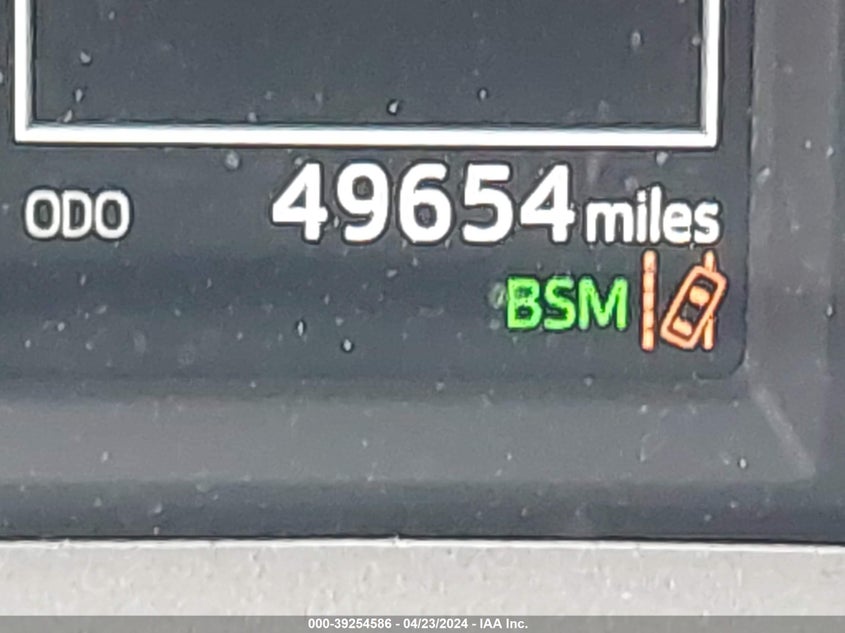 ODO 49654 miles
BSM
000-39254586 - 04/23/2024 - IAA Inc.